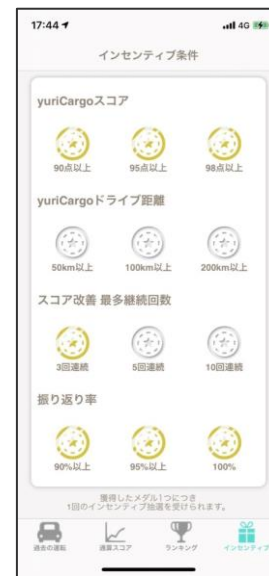 17:44
4G
インセンティブ条件
yuriCargoスコア
90点以上 95点以上 98点以上
yuriCargoドライブ距離
50km以上 100km以上 200km以上
スコア改善 最多継続回数
3回連続 5回連続 10回連続
振り返り率
90%以上 95%以上 100%
獲得したメダル1つにつき
1回のインセンティブ抽選を受けられます。
過去の運転 運転スコア ランキング インセンティブ